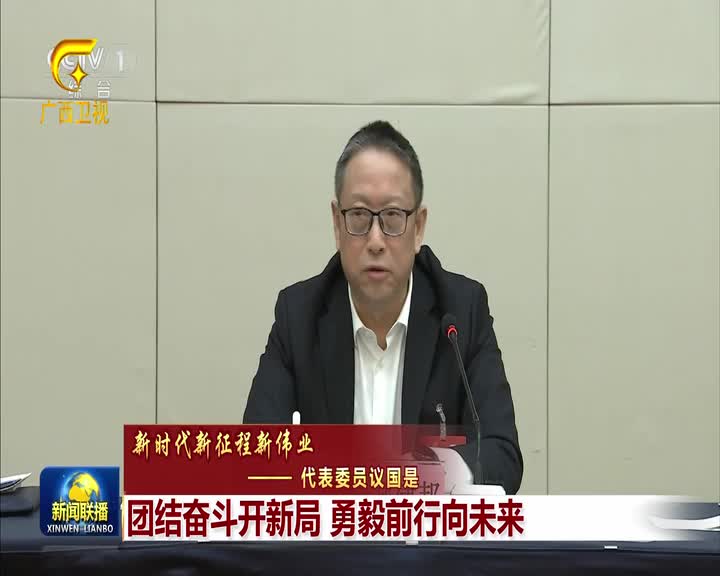 CCTV 1
综合
广西卫视
新时代新征程新伟业
—— 代表委员议国是
新闻联播
XINWEN LIANBO
团结奋斗开新局 勇毅前行向未来